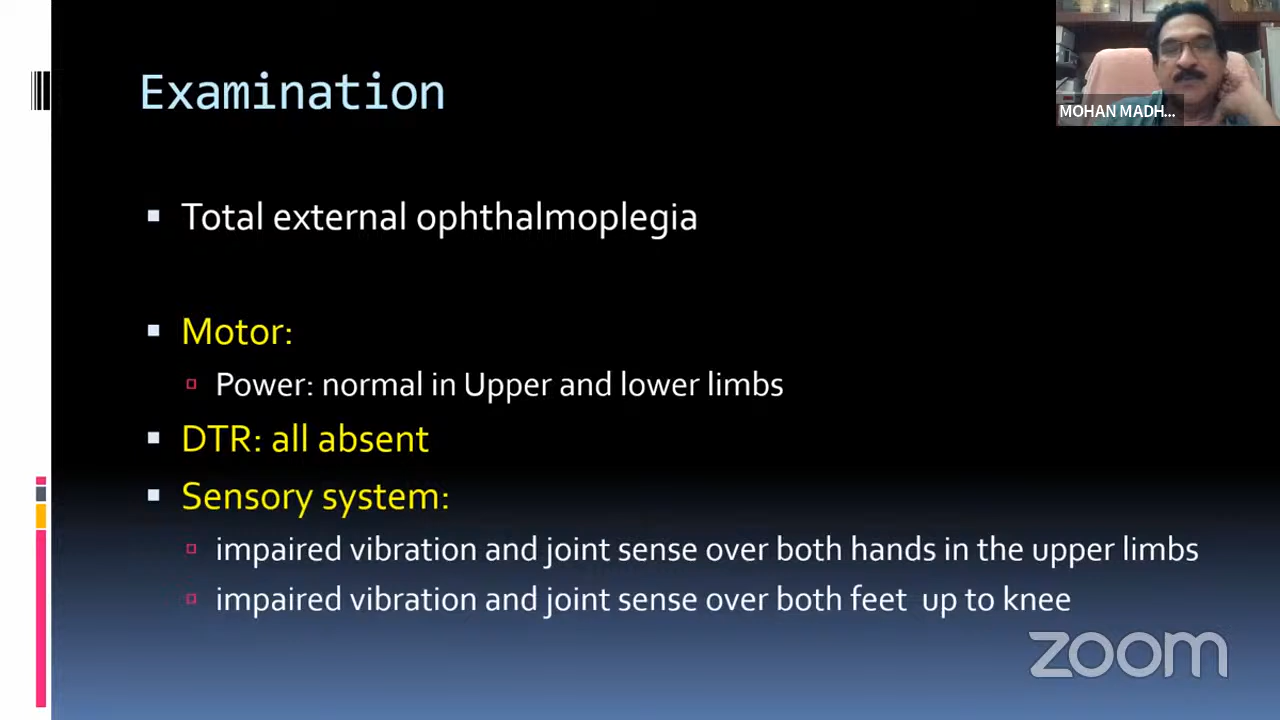 Examination
MOHAN MADH...
Total external ophthalmoplegia
Motor:
Power: normal in Upper and lower limbs
DTR: all absent
Sensory system:
impaired vibration and joint sense over both hands in the upper limbs
impaired vibration and joint sense over both feet up to knee
zoom